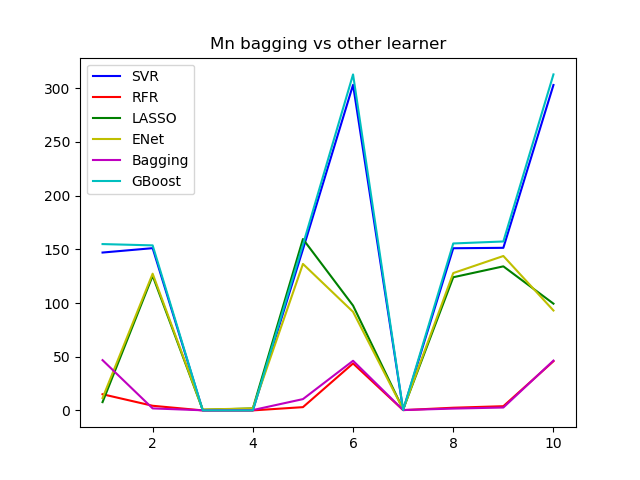 Mn bagging vs other learner
SVR
RFR
LASSO
ENet
Bagging
GBoost
300
250
200
150
100
50
0
2 4 6 8 10